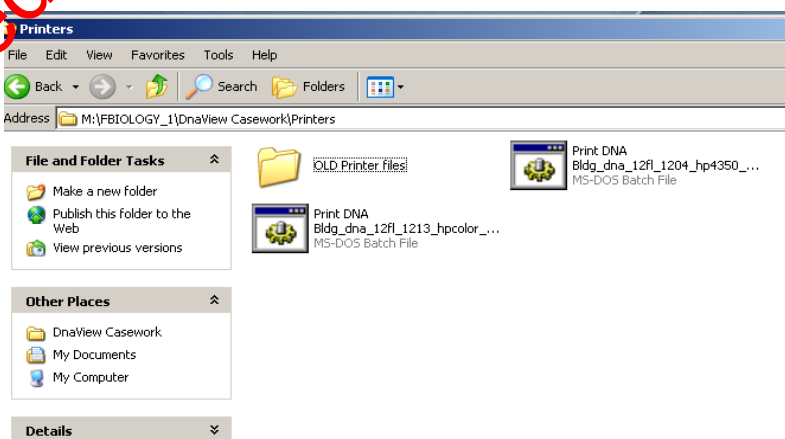 Printers
File Edit View Favorites Tools Help
Back Search Folders
Address M:\FBIOLOGY_1\DnaView Casework\Printers
File and Folder Tasks
Make a new folder
Publish this folder to the
Web
View previous versions
Other Places
DnaView Casework
My Documents
My Computer
Details
OLD Printer files
Print DNA
Bldg_dna_12fl_1204_hp4350_...
MS-DOS Batch File
Print DNA
Bldg_dna_12fl_1213_hpcolor_...
MS-DOS Batch File